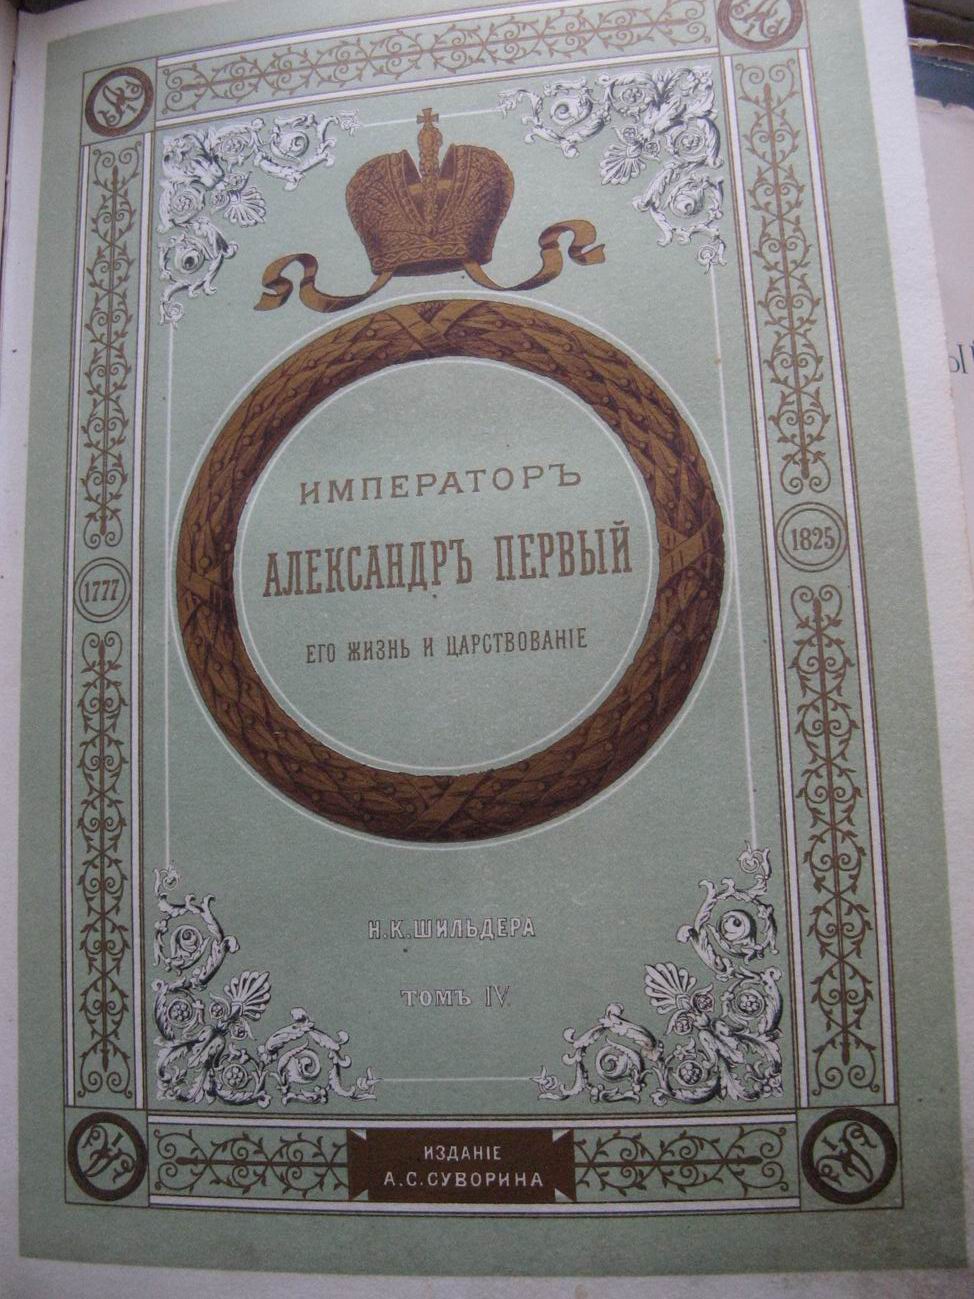 ИМПЕРАТОРЪ
АЛЕКСАНДРЪ ПЕРВЫЙ
ЕГО ЖИЗНЬ И ЦАРСТВОВАНІЕ
1777
1825
Н. К. ШИЛЬДЕРА
ТОМЪ IV.
ИЗДАНІЕ
А. С. СУВОРИНА